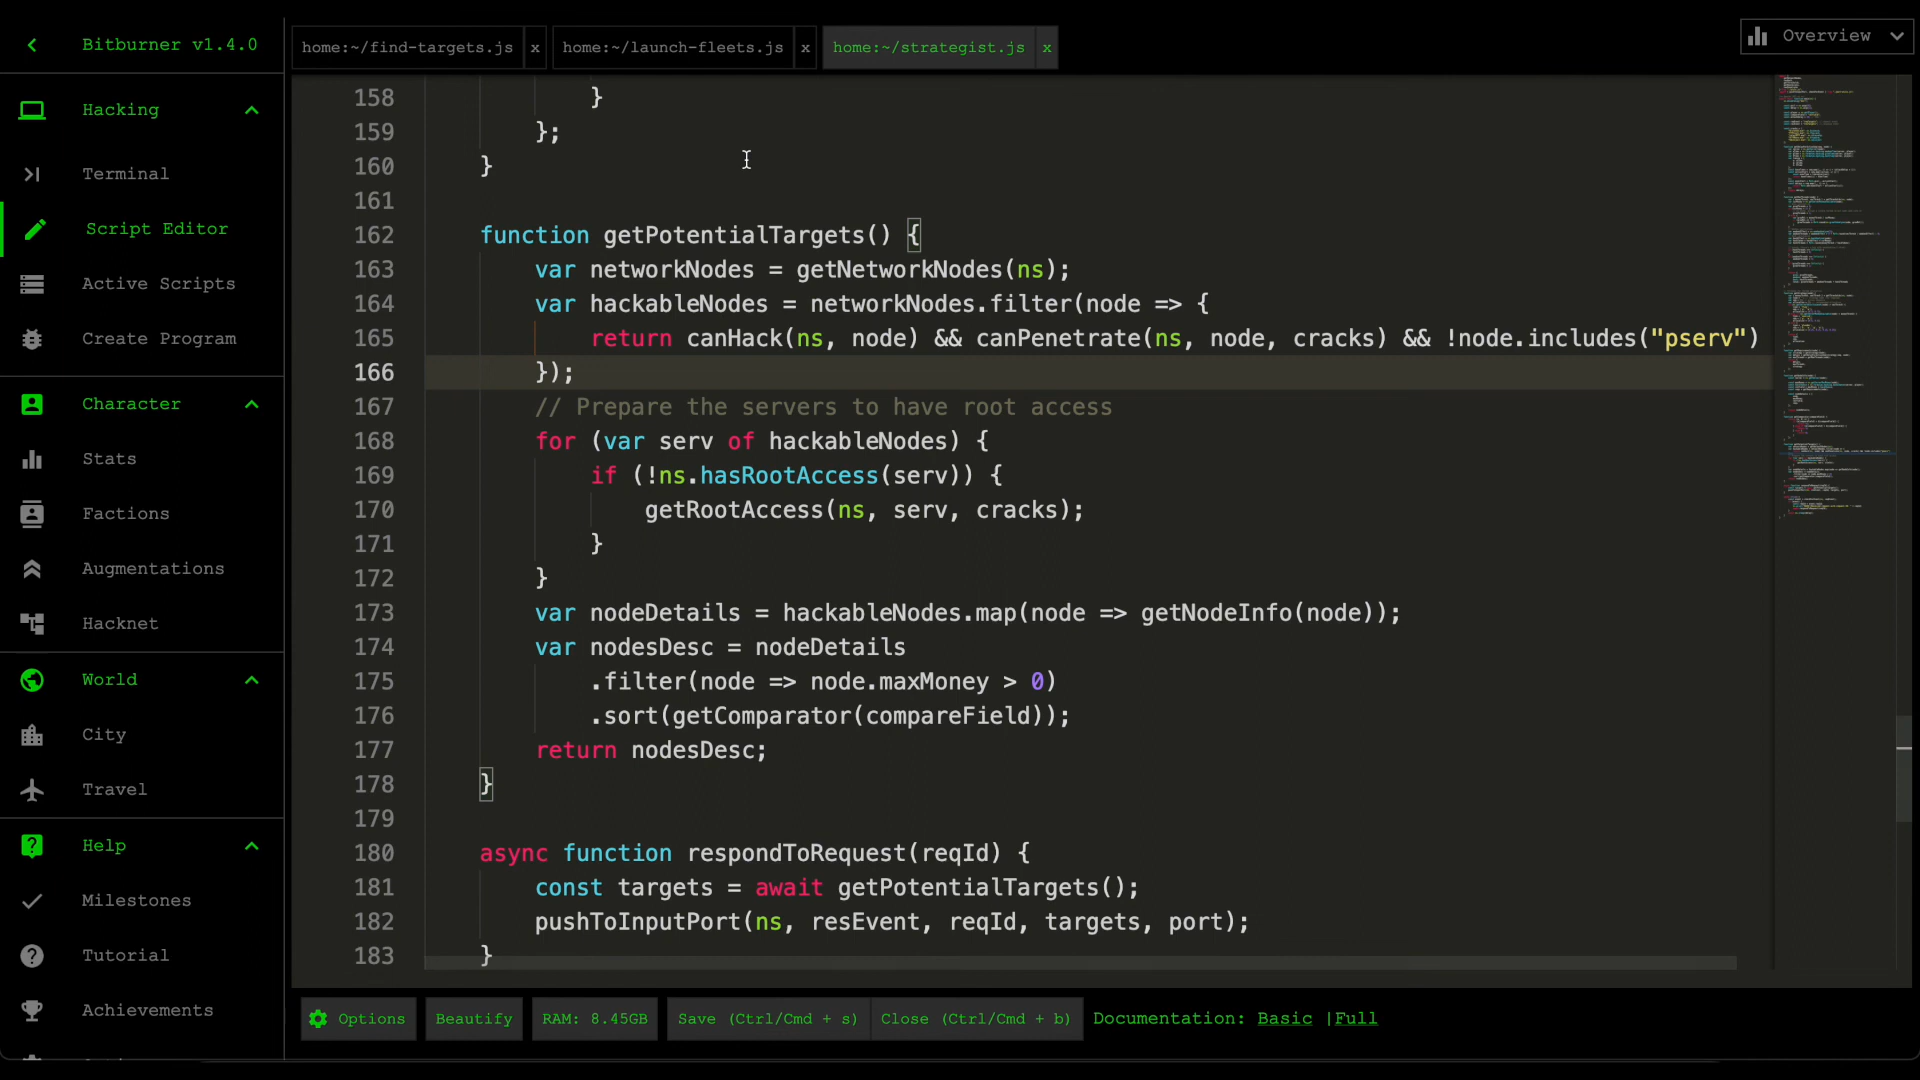 Bitburner v1.4.0
Hacking
Terminal
Script Editor
Active Scripts
Create Program
Character
Stats
Factions
Augmentations
Hacknet
World
City
Travel
Help
Milestones
Tutorial
Achievements
home:~/find-targets.js x
home:~/launch-fleets.js x
home:~/strategist.js x
Overview
158 }
159 };
160 }
161
162 function getPotentialTargets() {
163 var networkNodes = getNetworkNodes(ns);
164 var hackableNodes = networkNodes.filter(node => {
165 return canHack(ns, node) && canPenetrate(ns, node, cracks) && !node.includes("pserv")
166 });
167 // Prepare the servers to have root access
168 for (var serv of hackableNodes) {
169 if (!ns.hasRootAccess(serv)) {
170 getRootAccess(ns, serv, cracks);
171 }
172 }
173 var nodeDetails = hackableNodes.map(node => getNodeInfo(node));
174 var nodesDesc = nodeDetails
175 .filter(node => node.maxMoney > 0)
176 .sort(getComparator(compareField));
177 return nodesDesc;
178 }
179
180 async function respondToRequest(reqId) {
181 const targets = await getPotentialTargets();
182 pushToInputPort(ns, resEvent, reqId, targets, port);
183 }
Options
Beautify
RAM: 8.45GB
Save (Ctrl/Cmd + s)
Close (Ctrl/Cmd + b)
Documentation: Basic |Full